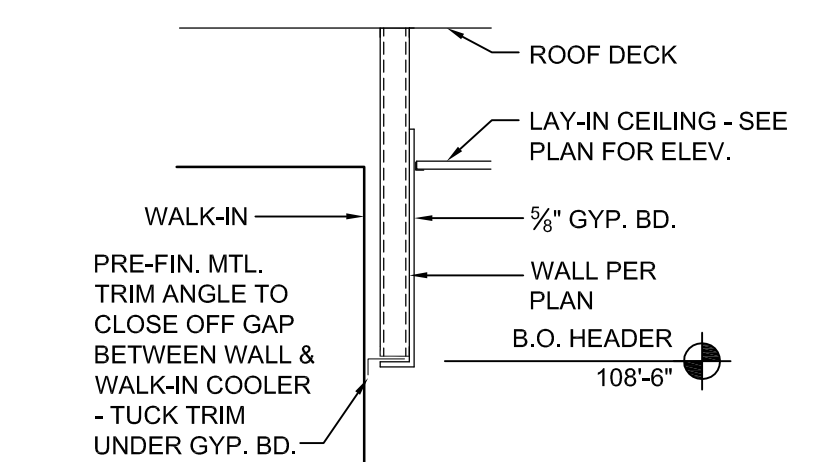 ROOF DECK
LAY-IN CEILING - SEE
PLAN FOR ELEV.
WALK-IN
⅝" GYP. BD.
PRE-FIN. MTL.
TRIM ANGLE TO
CLOSE OFF GAP
BETWEEN WALL &
WALK-IN COOLER
- TUCK TRIM
UNDER GYP. BD.
WALL PER
PLAN
B.O. HEADER
108'-6"